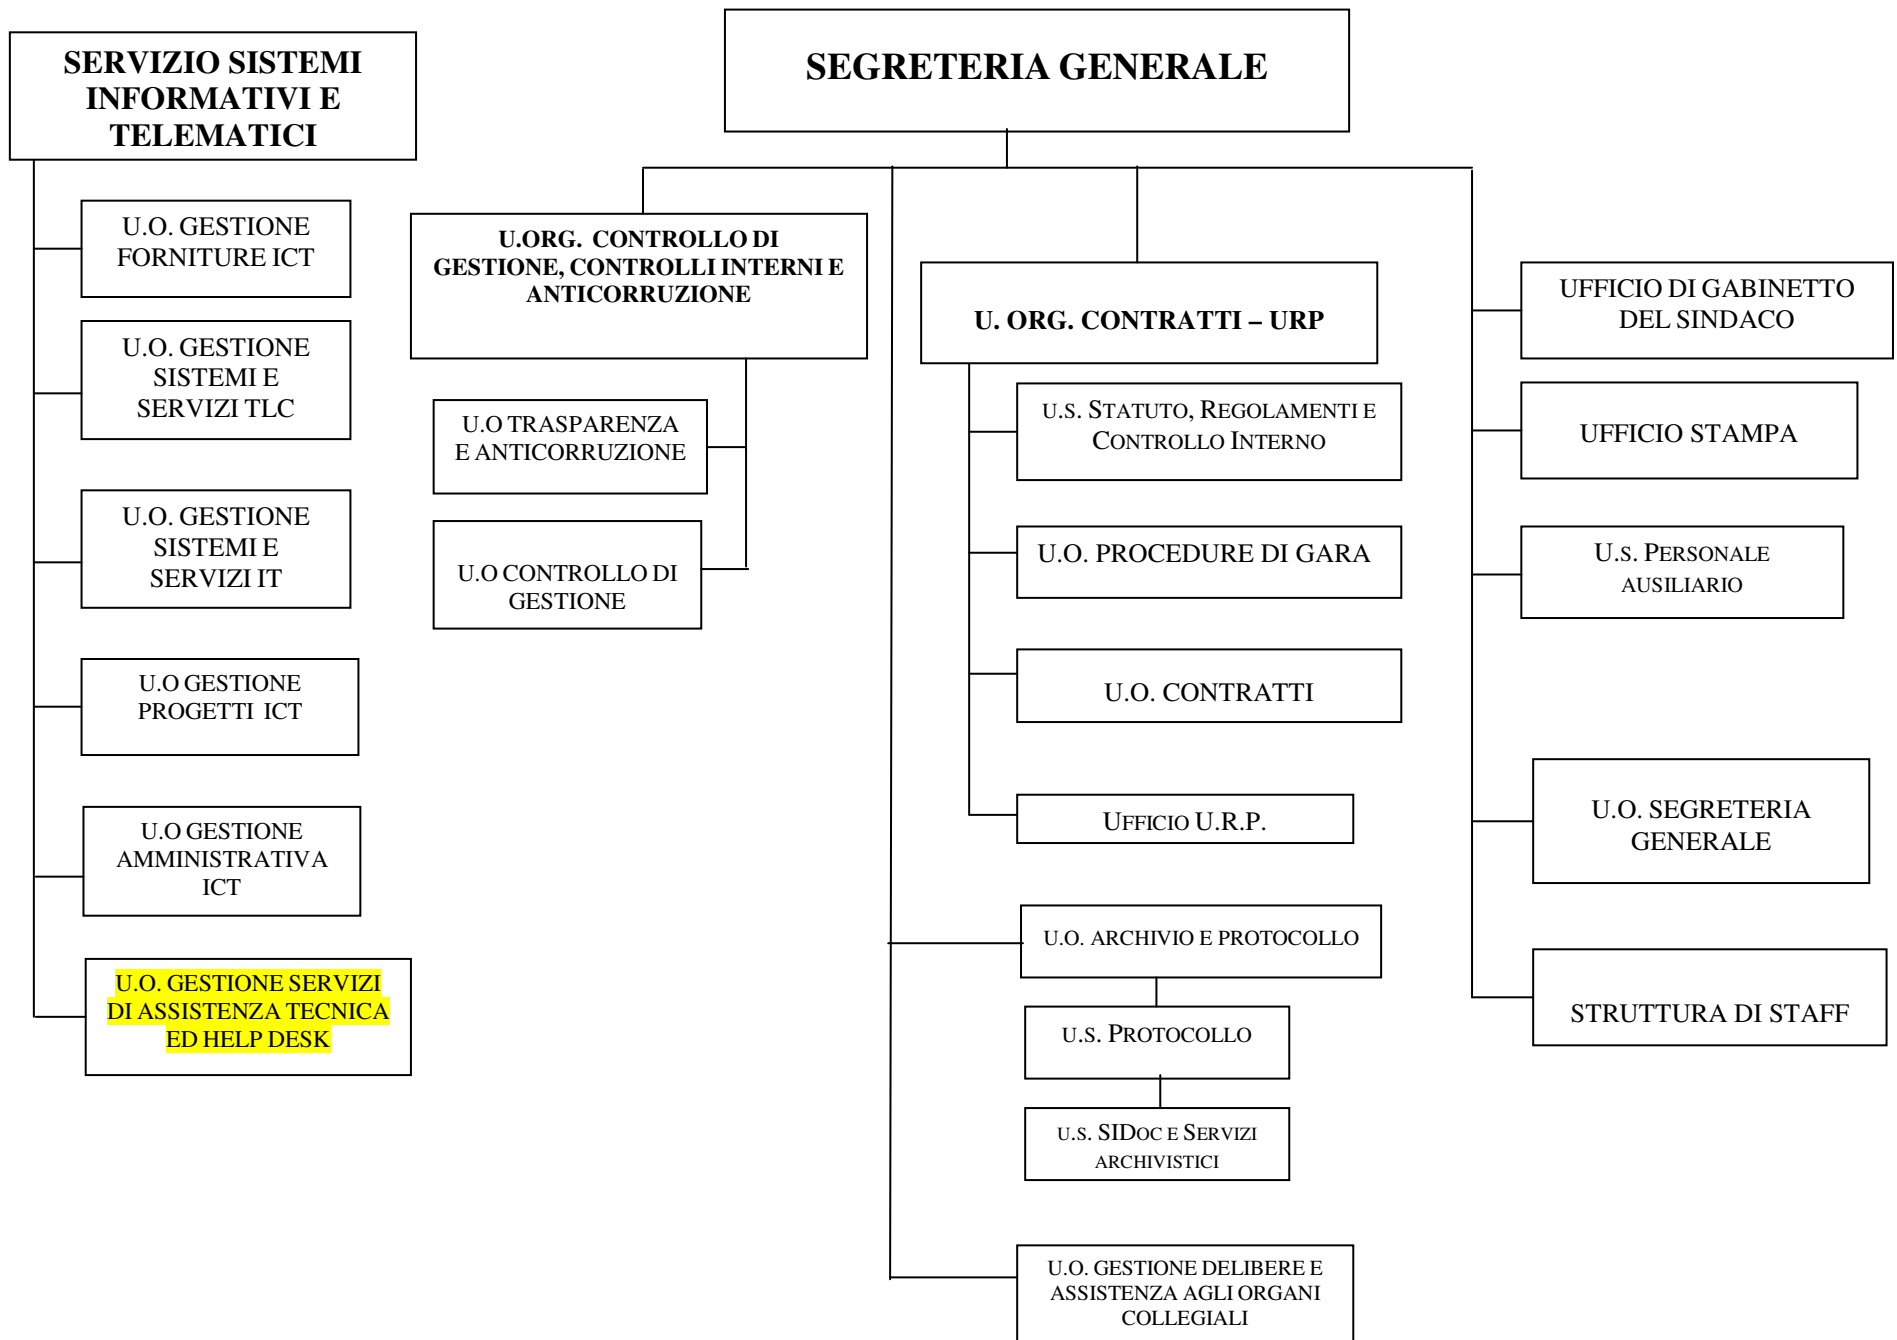 SERVIZIO SISTEMI
INFORMATIVI E
TELEMATICI
U.O. GESTIONE
FORNITURE ICT
U.O. GESTIONE
SISTEMI E
SERVIZI TLC
U.O. GESTIONE
SISTEMI E
SERVIZI IT
U.O GESTIONE
PROGETTI ICT
U.O GESTIONE
AMMINISTRATIVA
ICT
U.O. GESTIONE SERVIZI
DI ASSISTENZA TECNICA
ED HELP DESK
SEGRETERIA GENERALE
U.ORG. CONTROLLO DI
GESTIONE, CONTROLLI INTERNI E
ANTICORRUZIONE
U.O TRASPARENZA
E ANTICORRUZIONE
U.O CONTROLLO DI
GESTIONE
U. ORG. CONTRATTI – URP
U.S. STATUTO, REGOLAMENTI E
CONTROLLO INTERNO
U.O. PROCEDURE DI GARA
U.O. CONTRATTI
UFFICIO U.R.P.
U.O. ARCHIVIO E PROTOCOLLO
U.S. PROTOCOLLO
U.S. SIDOC E SERVIZI
ARCHIVISTICI
U.O. GESTIONE DELIBERE E
ASSISTENZA AGLI ORGANI
COLLEGIALI
UFFICIO DI GABINETTO
DEL SINDACO
UFFICIO STAMPA
U.S. PERSONALE
AUSILIARIO
U.O. SEGRETERIA
GENERALE
STRUTTURA DI STAFF